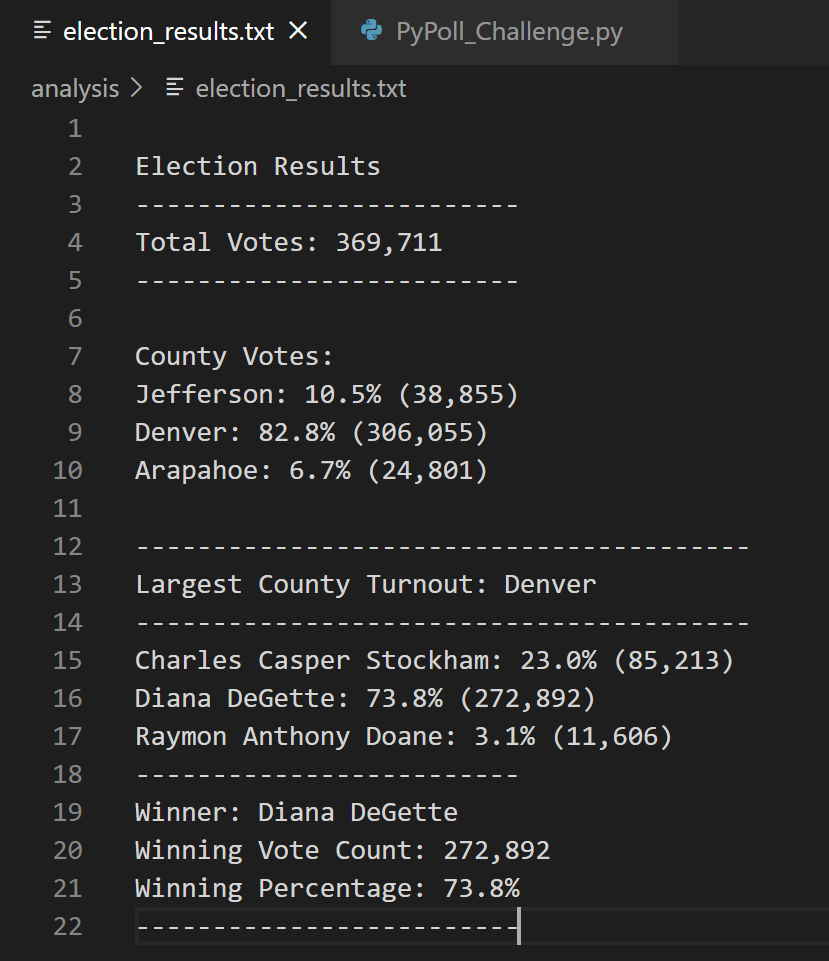 election_results.txt × PyPoll_Challenge.py
analysis > election_results.txt
1
2 Election Results
3 -------------------------
4 Total Votes: 369,711
5 -------------------------
6
7 County Votes:
8 Jefferson: 10.5% (38,855)
9 Denver: 82.8% (306,055)
10 Arapahoe: 6.7% (24,801)
11
12 ----------------------------------------
13 Largest County Turnout: Denver
14 ----------------------------------------
15 Charles Casper Stockham: 23.0% (85,213)
16 Diana DeGette: 73.8% (272,892)
17 Raymon Anthony Doane: 3.1% (11,606)
18 -------------------------
19 Winner: Diana DeGette
20 Winning Vote Count: 272,892
21 Winning Percentage: 73.8%
22 -------------------------